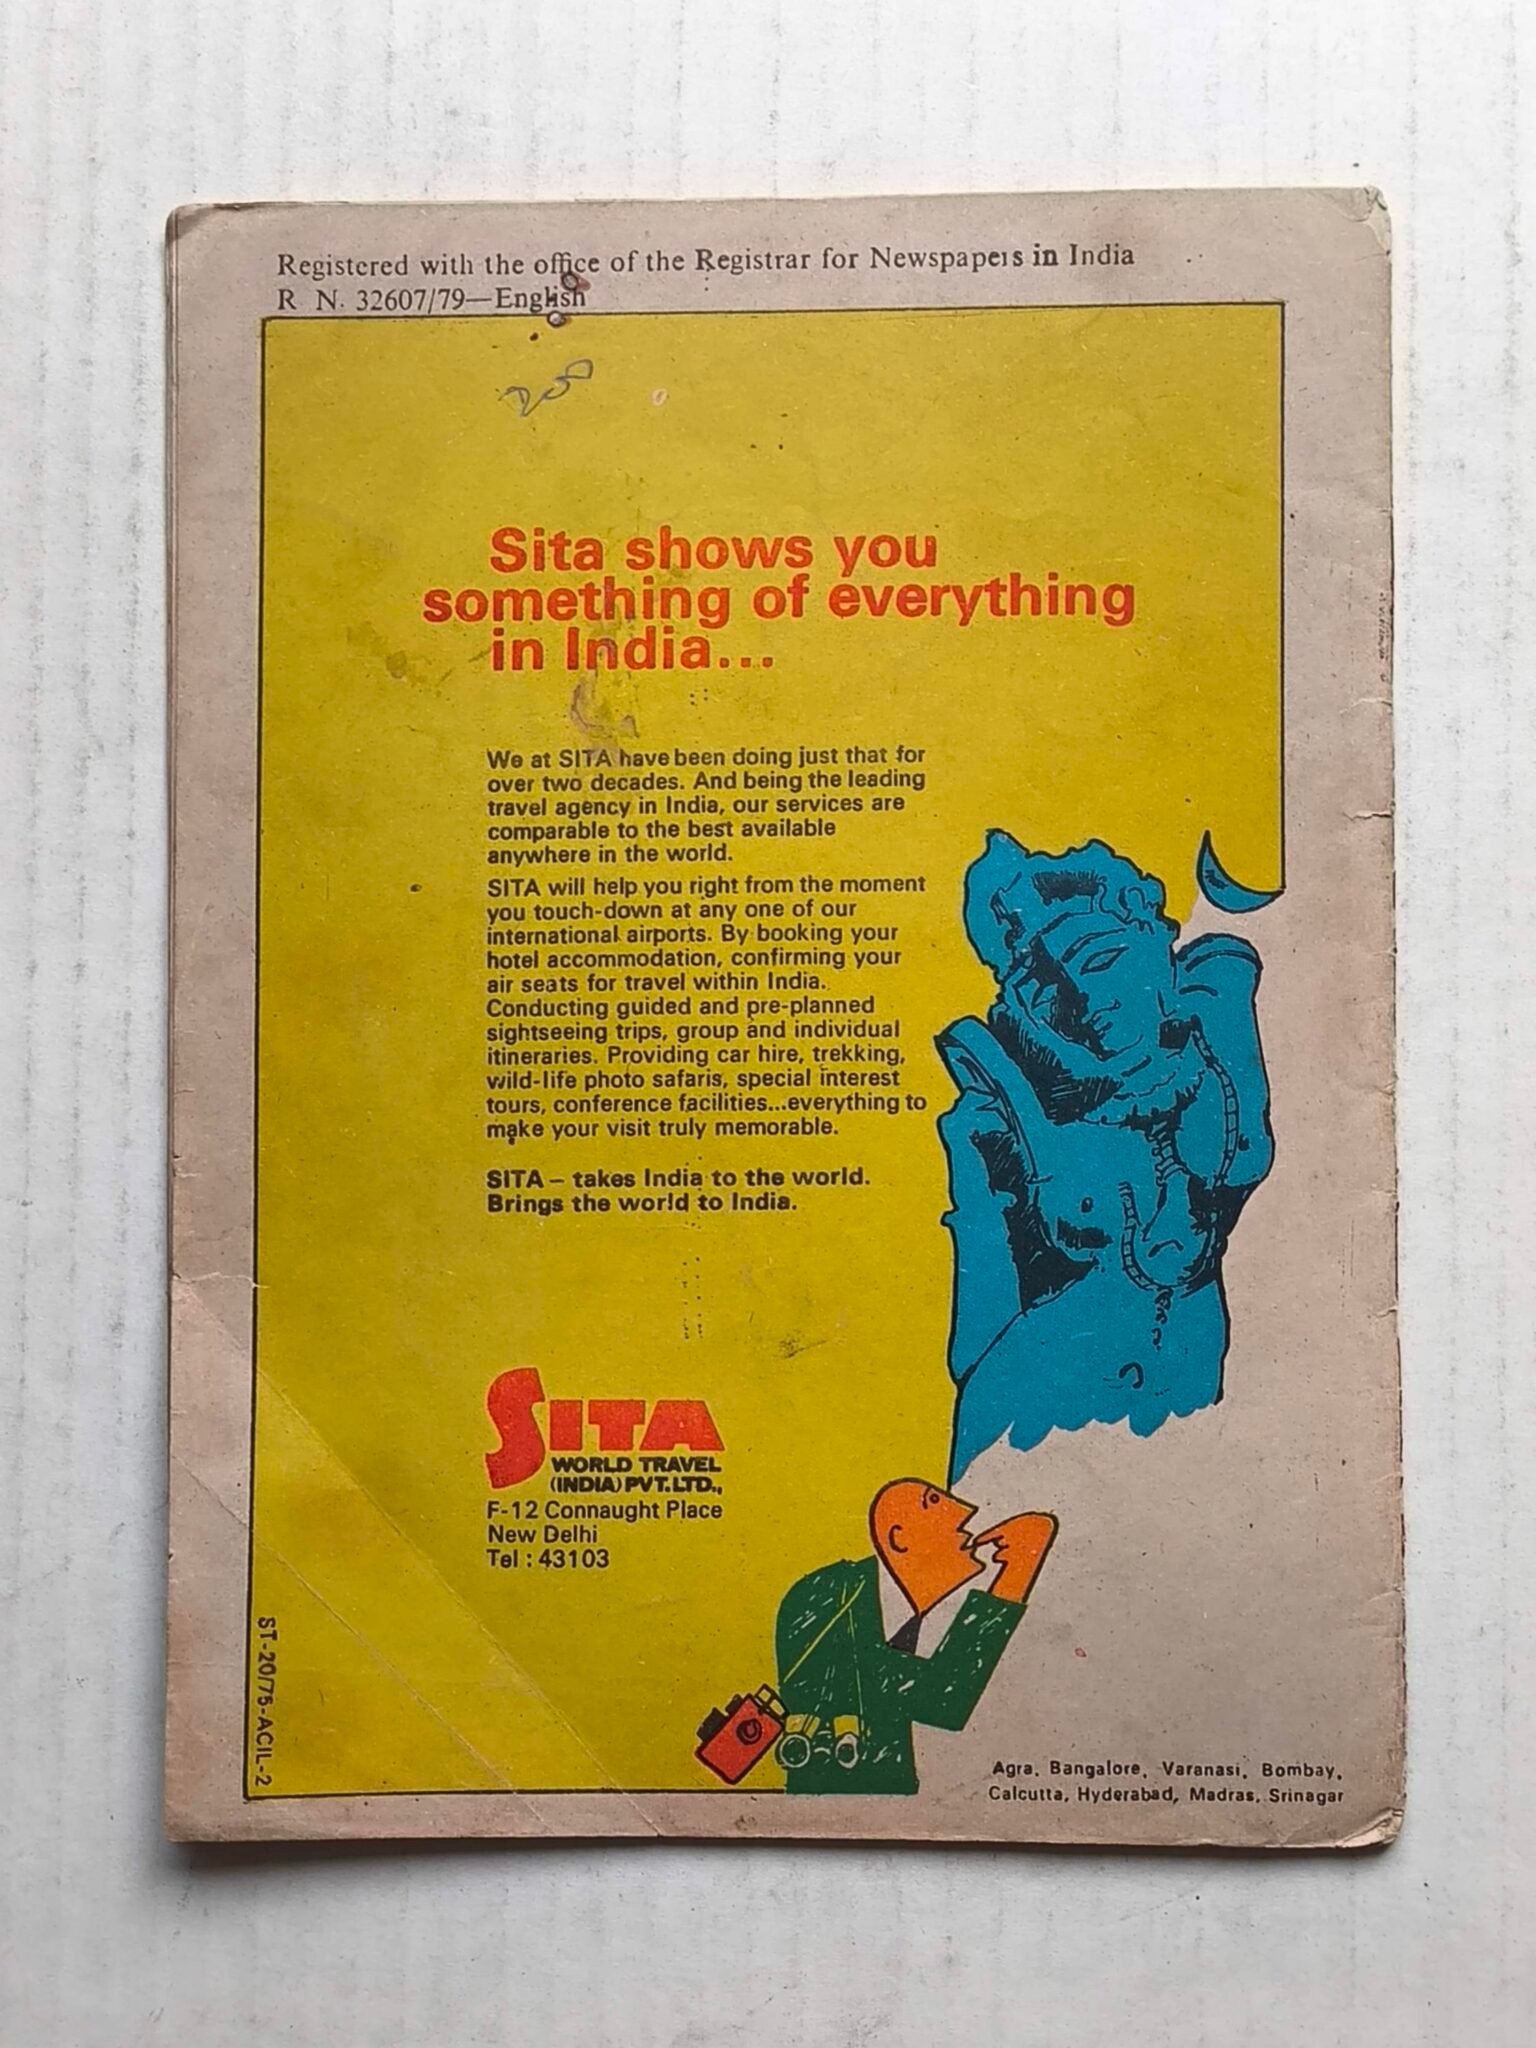 Registered with the office of the Registrar for Newspapers in India
R N. 32607/79—English
200
Sita shows you
something of everything
in India...
We at SITA have been doing just that for
over two decades. And being the leading
travel agency in India, our services are
comparable to the best available
anywhere in the world.
SITA will help you right from the moment
you touch-down at any one of our
international airports. By booking your
hotel accommodation, confirming your
air seats for travel within India.
Conducting guided and pre-planned
sightseeing trips, group and individual
itineraries. Providing car hire, trekking,
wild-life photo safaris, special interest
tours, conference facilities...everything to
make your visit truly memorable.
SITA – takes India to the world.
Brings the world to India.
SITA
WORLD TRAVEL
(INDIA) PVT.LTD.,
F-12 Connaught Place
New Delhi
Tel : 43103
ST-20/75-ACIL-2
Agra, Bangalore, Varanasi, Bombay,
Calcutta, Hyderabad, Madras, Srinagar